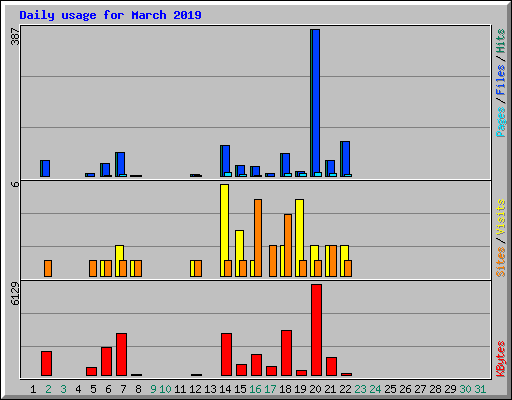 Daily usage for March 2019
387
Pages/Files/Hits
6
Sites/Visits
6129
KBytes
1 2 3 4 5 6 7 8 9 10 11 12 13 14 15 16 17 18 19 20 21 22 23 24 25 26 27 28 29 30 31